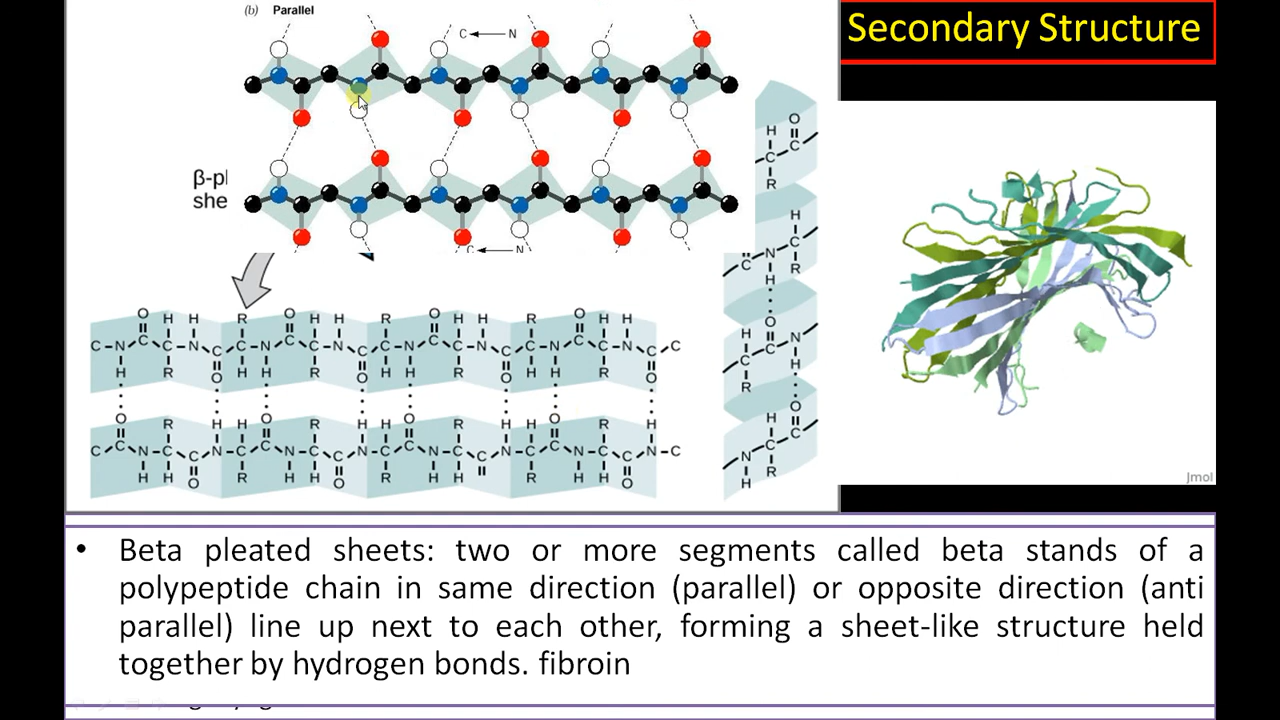 (b) Parallel
Secondary Structure
C N
β-pl
she
C N
O H H R O H H R O H H R O H H
C N C C N C C N C C N C C N C C N C C N C C N C C
H R O H H R O H H R O H H R O
O R H H O R H H O R H H O R H
C C N C C N C C N C C N C C N C C N C C N C C N C
H H O R H H O R H H R H H O
H O
C C
R
H
C N C
H R
O
H C N
C H
R
O
H C
N C
H R
Jmol
• Beta pleated sheets: two or more segments called beta stands of a
polypeptide chain in same direction (parallel) or opposite direction (anti
parallel) line up next to each other, forming a sheet-like structure held
together by hydrogen bonds. fibroin